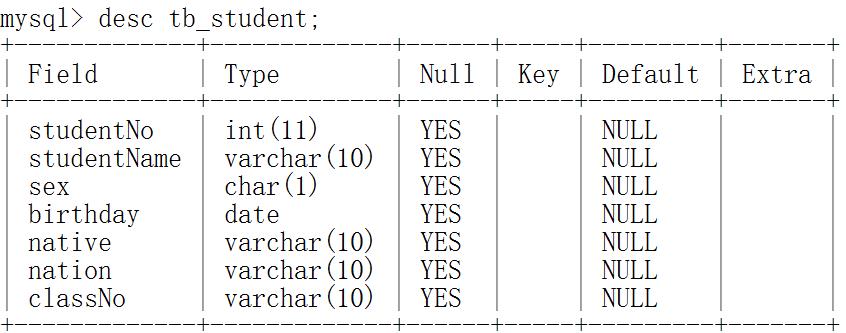 mysql> desc tb_student;
+-------------+-------------+------+-----+---------+-------+
| Field       | Type        | Null | Key | Default | Extra |
+-------------+-------------+------+-----+---------+-------+
| studentNo   | int(11)     | YES  |     | NULL    |       |
| studentName | varchar(10) | YES  |     | NULL    |       |
| sex         | char(1)     | YES  |     | NULL    |       |
| birthday    | date        | YES  |     | NULL    |       |
| native      | varchar(10) | YES  |     | NULL    |       |
| nation      | varchar(10) | YES  |     | NULL    |       |
| classNo     | varchar(10) | YES  |     | NULL    |       |
+-------------+-------------+------+-----+---------+-------+